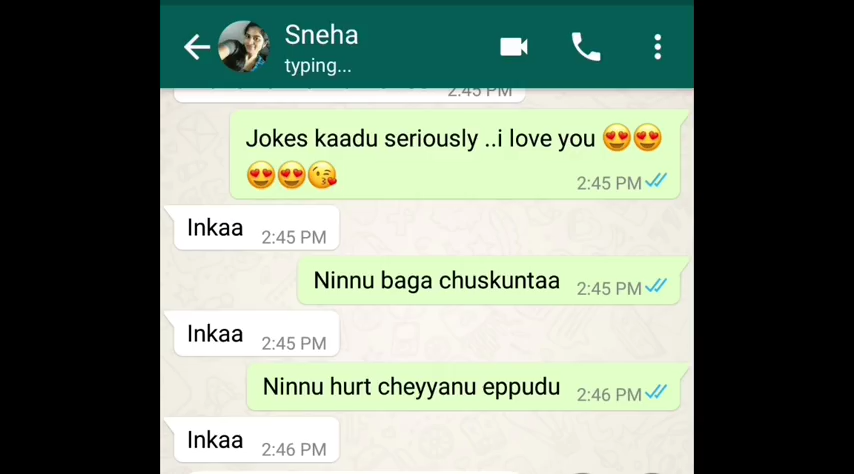 Sneha
typing...
2:45 PM
Jokes kaadu seriously ..i love you 😍😍
😍😍😘
2:45 PM
Inkaa 2:45 PM
Ninnu baga chuskuntaa 2:45 PM
Inkaa 2:45 PM
Ninnu hurt cheyyanu eppudu 2:46 PM
Inkaa 2:46 PM